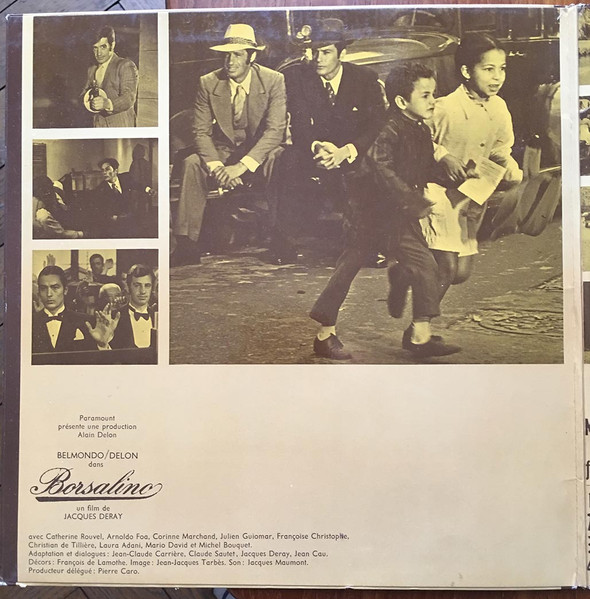 Paramount
présente une production
Alain Delon
BELMONDO/DELON
dans
Borsalino
un film de
JACQUES DERAY
avec Catherine Rouvel, Arnoldo Foa, Corinne Marchand, Julien Guiomar, Françoise Christophe,
Christian de Tillière, Laura Adani, Mario David et Michel Bouquet.
Adaptation et dialogues : Jean-Claude Carrière, Claude Sautet, Jacques Deray, Jean Cau.
Décors : François de Lamothe. Image : Jean-Jacques Tarbès. Son : Jacques Maumont.
Producteur délégué : Pierre Caro.